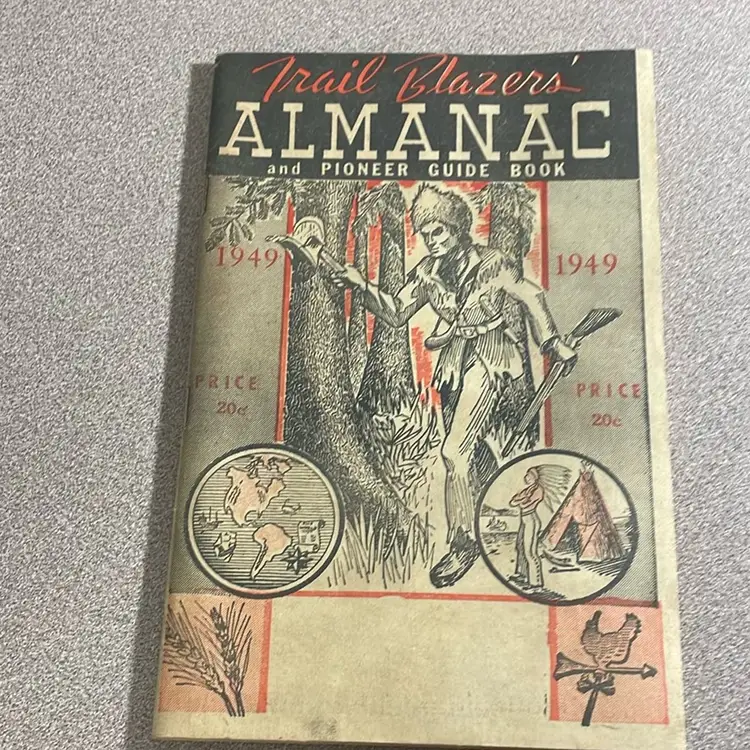 Trail Blazers'
ALMANAC
and PIONEER GUIDE BOOK
1949 1949
PRICE PRICE
20c 20c